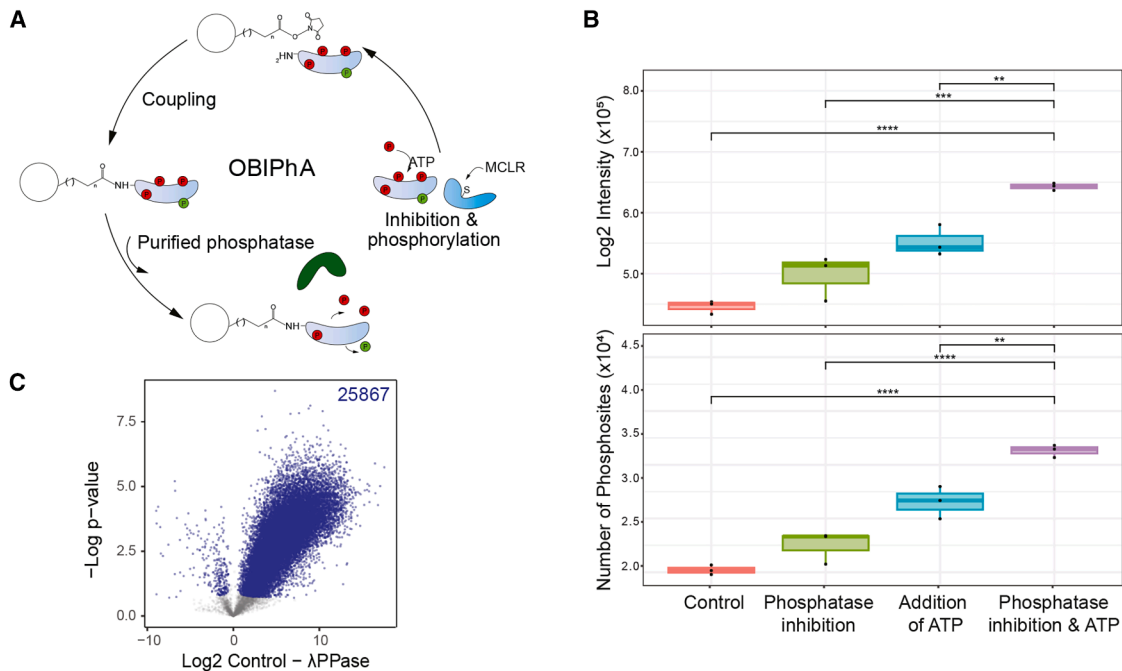 A
O
O
N
O
O
( )
n
₂HN
P
P
P
P
Coupling
OBIPhA
O
( )
n
NH
P
P
P
P
P
ATP
P
P
P
P
MCLR
S
Inhibition &
phosphorylation
Purified phosphatase
O
( )
n
NH
P
P
P
P
B
Log2 Intensity (x10⁵)
8.0
7.0
6.0
5.0
**
***
****
Number of Phosphosites (x10⁴)
4.5
4.0
3.5
3.0
2.5
2.0
**
****
****
Control
Phosphatase
inhibition
Addition
of ATP
Phosphatase
inhibition & ATP
C
25867
−Log p−value
7.5
5.0
2.5
0.0
−10
0
10
Log2 Control − λPPase